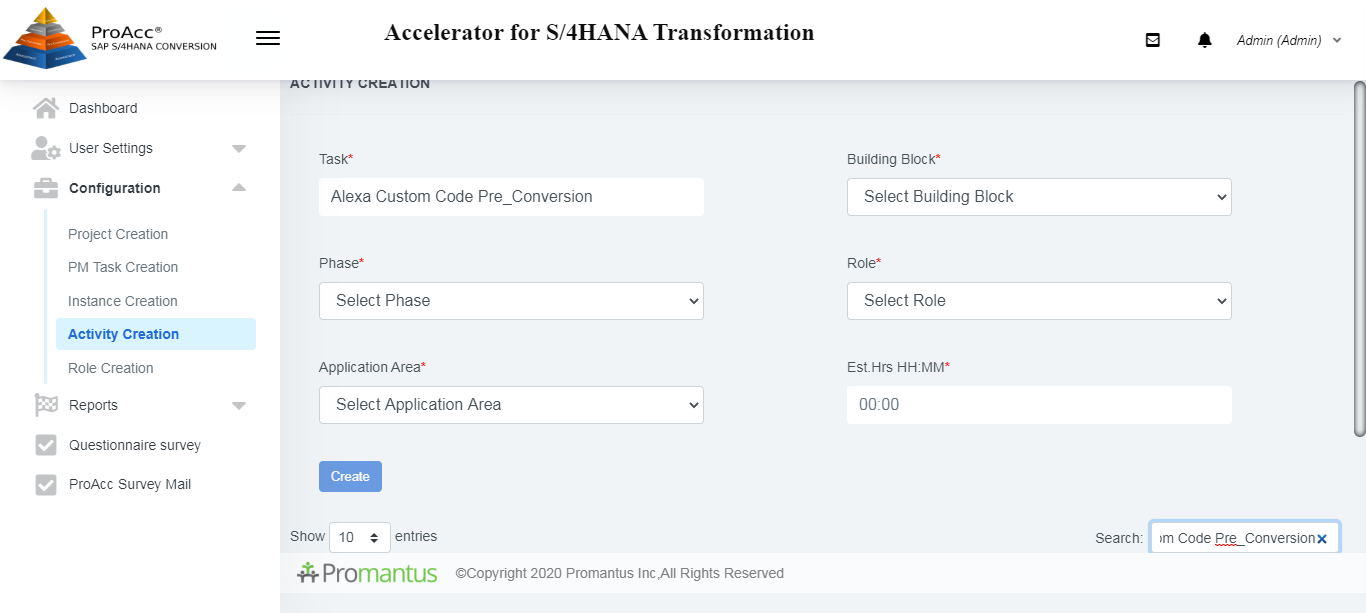 ProAcc®
SAP S/4HANA CONVERSION
Accelerator for S/4HANA Transformation
Admin (Admin)
Dashboard
User Settings
Configuration
Project Creation
PM Task Creation
Instance Creation
Activity Creation
Role Creation
Reports
Questionnaire survey
ProAcc Survey Mail
ACTIVITY CREATION
Task* Building Block*
Alexa Custom Code Pre_Conversion Select Building Block
Phase* Role*
Select Phase Select Role
Application Area* Est.Hrs HH:MM*
Select Application Area 00:00
Create
Show 10 entries Search: om Code Pre_Conversion
Promantus ©Copyright 2020 Promantus Inc,All Rights Reserved